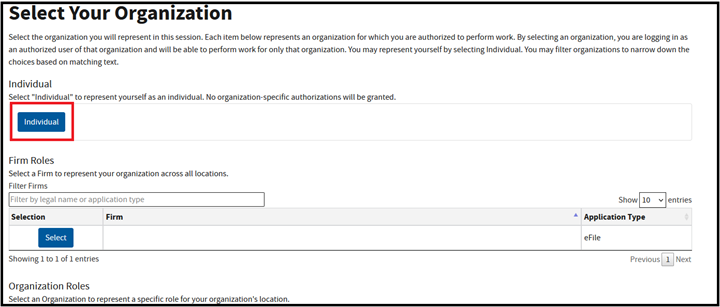 Select Your Organization
Select the organization you will represent in this session. Each item below represents an organization for which you are authorized to perform work. By selecting an organization, you are logging in as
an authorized user of that organization and will be able to perform work for only that organization. You may represent yourself by selecting Individual. You may filter organizations to narrow down the
choices based on matching text.
Individual
Select "Individual" to represent yourself as an individual. No organization-specific authorizations will be granted.
Individual
Firm Roles
Select a Firm to represent your organization across all locations.
Filter Firms
Filter by legal name or application type
Show 10 entries
Selection Firm Application Type
Select eFile
Showing 1 to 1 of 1 entries Previous 1 Next
Organization Roles
Select an Organization to represent a specific role for your organization's location.